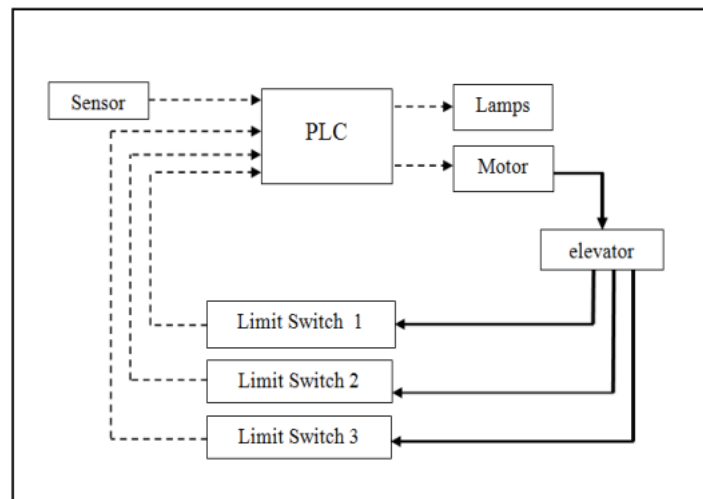 Sensor
PLC
Lamps
Motor
elevator
Limit Switch 1
Limit Switch 2
Limit Switch 3